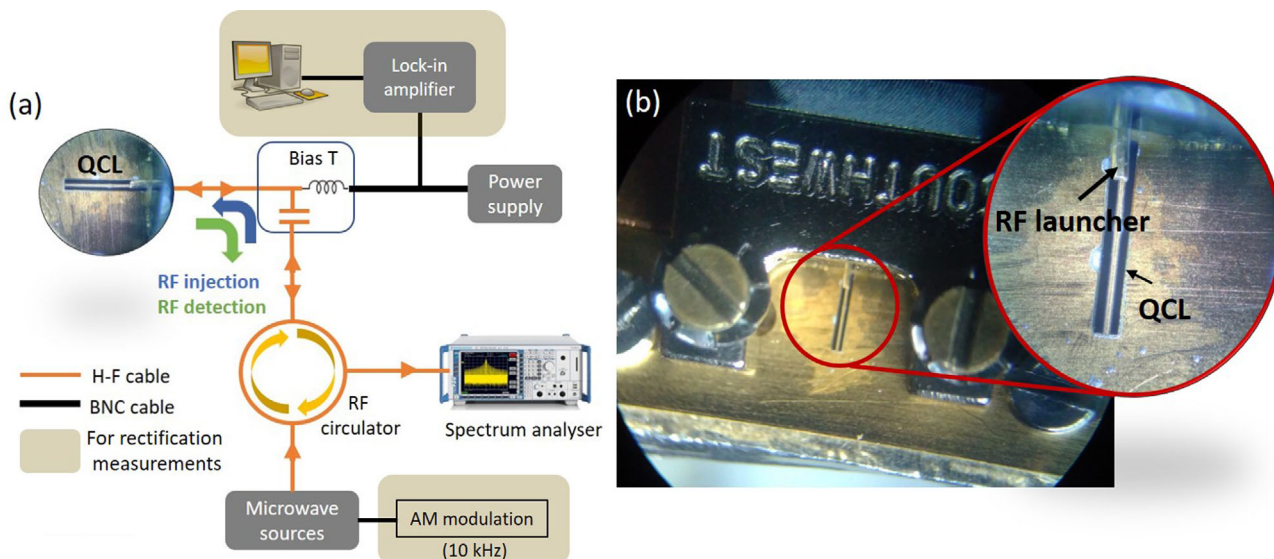 (a)
Lock-in
amplifier
QCL
Bias T
Power
supply
RF injection
RF detection
H-F cable
BNC cable
For rectification
measurements
RF
circulator
Spectrum analyser
Microwave
sources
AM modulation
(10 kHz)
(b)
OUTHWEST
RF launcher
QCL